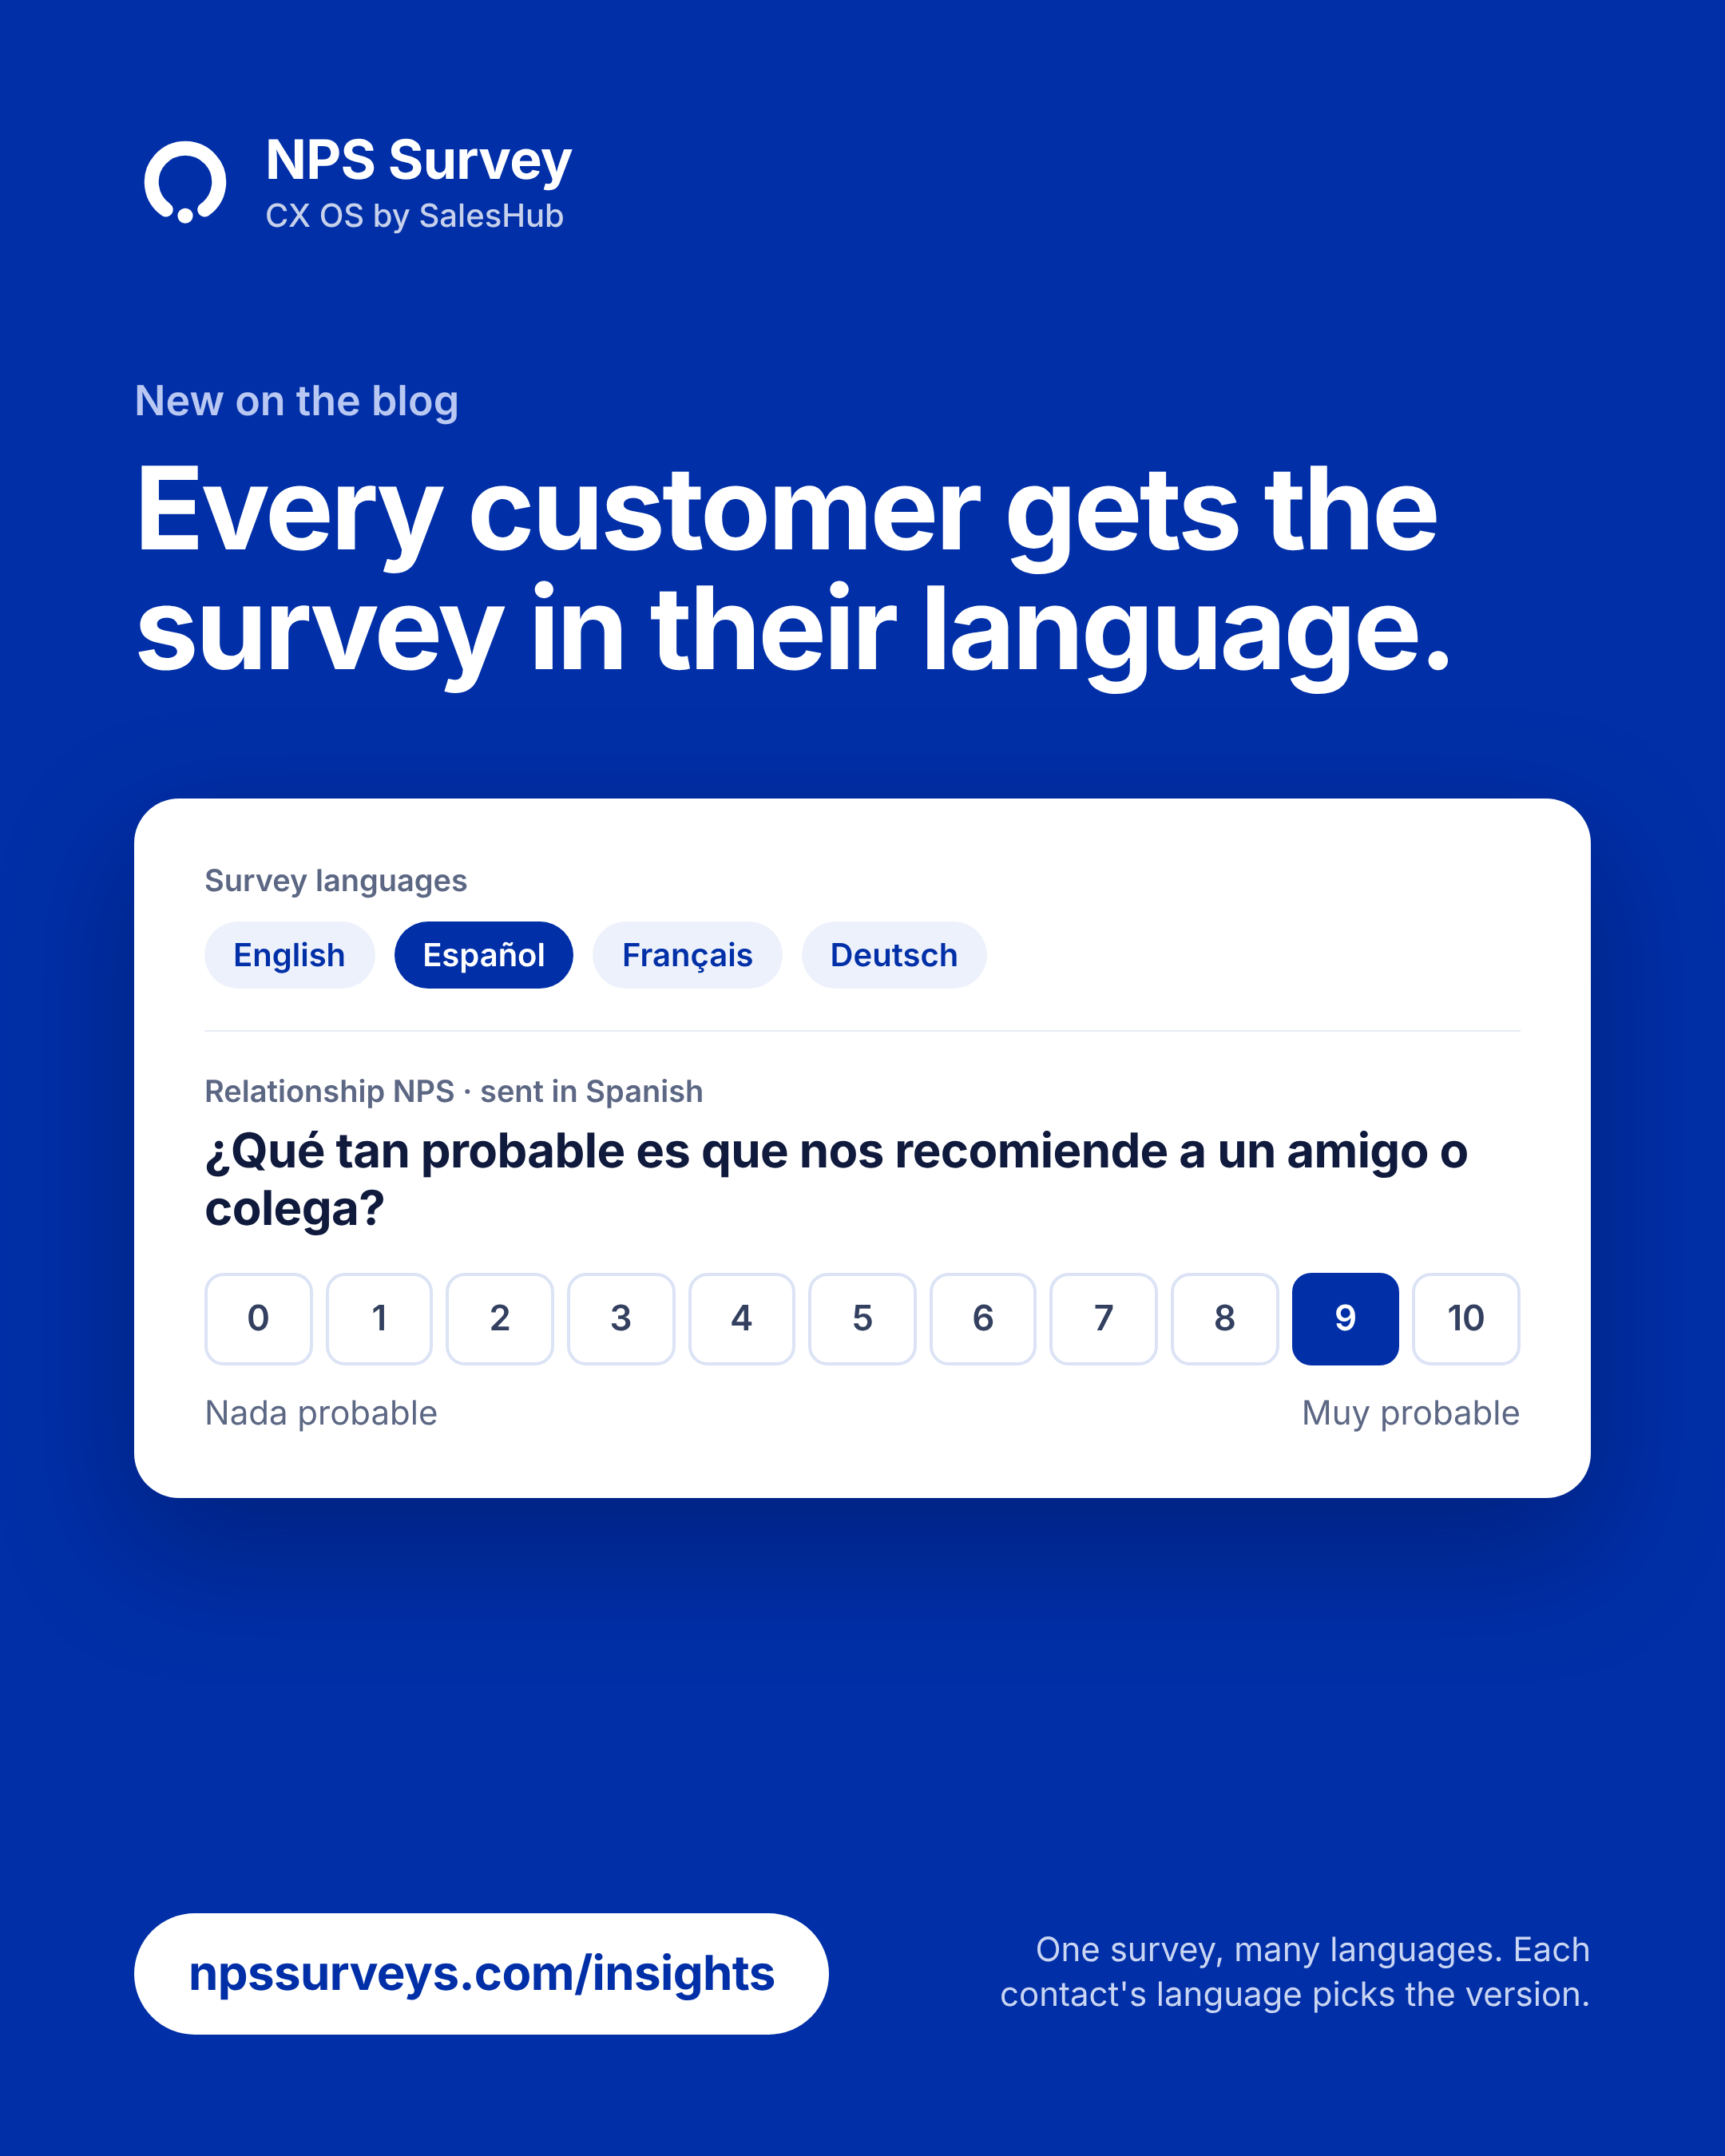 NPS Survey
CX OS by SalesHub
New on the blog
Every customer gets the
survey in their language.
Survey languages
English Español Français Deutsch
Relationship NPS · sent in Spanish
¿Qué tan probable es que nos recomiende a un amigo o
colega?
0 1 2 3 4 5 6 7 8 9 10
Nada probable Muy probable
npssurveys.com/insights
One survey, many languages. Each
contact's language picks the version.